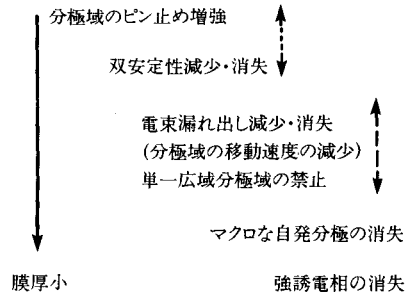 分極域のピン止め増強
双安定性減少・消失
電束漏れ出し減少・消失
(分極域の移動速度の減少)
単一広域分極域の禁止
マクロな自発分極の消失
膜厚小
強誘電相の消失